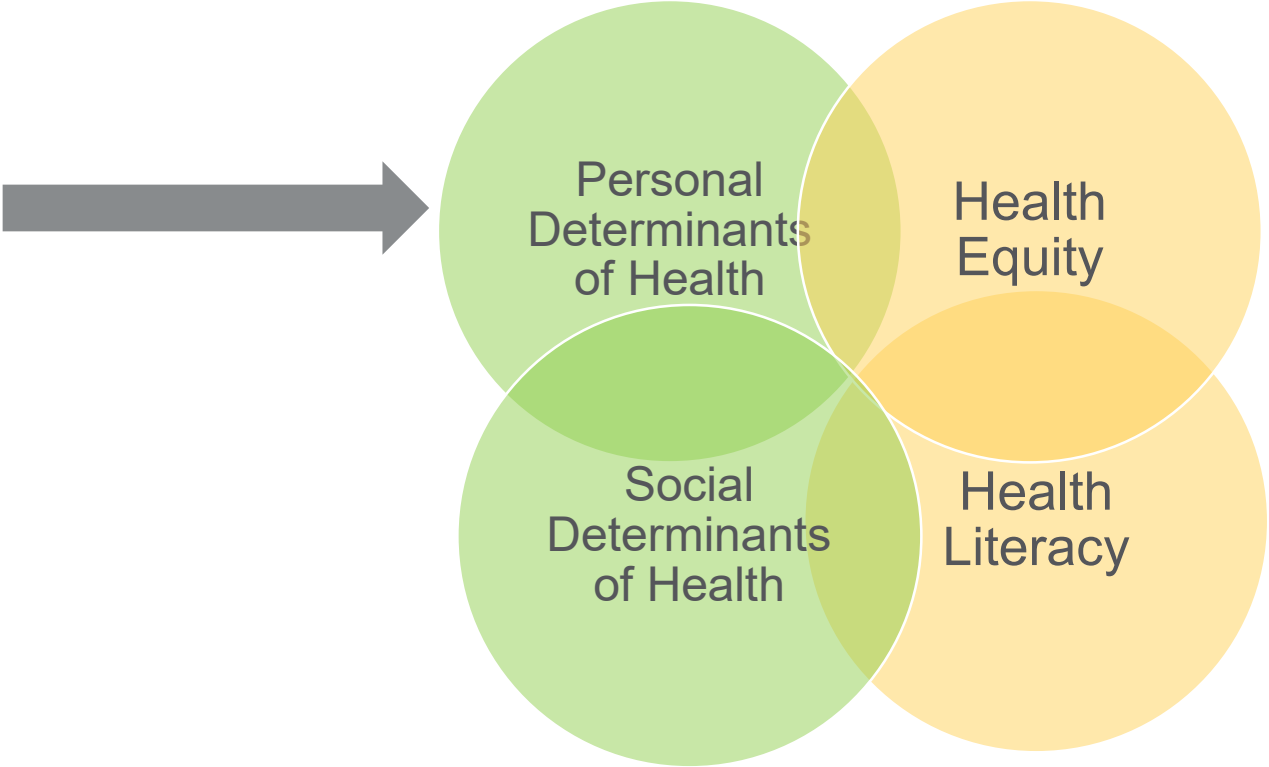 Personal
Determinants
of Health
Health
Equity
Social
Determinants
of Health
Health
Literacy